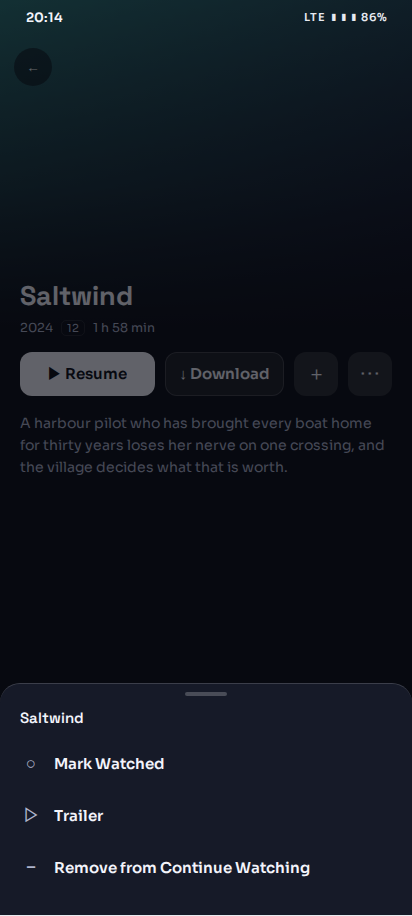 20:14
LTE 86%
←
Saltwind
2024 12 1 h 58 min
▶ Resume ↓ Download + ···
A harbour pilot who has brought every boat home
for thirty years loses her nerve on one crossing, and
the village decides what that is worth.
Saltwind
○ Mark Watched
▷ Trailer
− Remove from Continue Watching